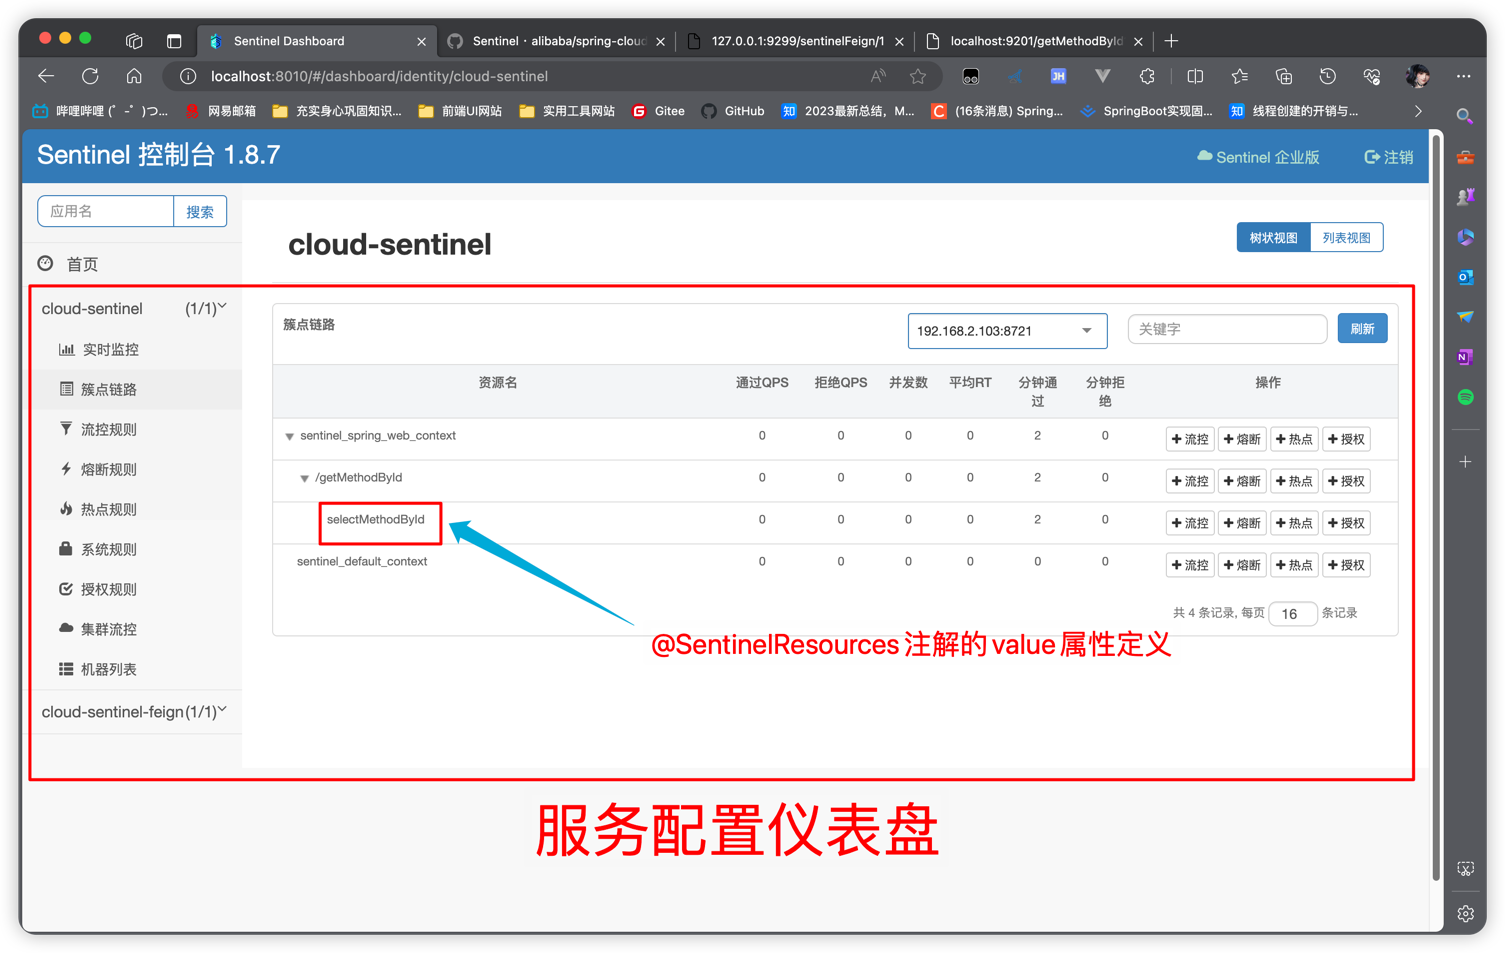 Sentinel Dashboard
Sentinel · alibaba/spring-cloud
127.0.0.1:9299/sentinelFeign/1
localhost:9201/getMethodById
localhost:8010/#/dashboard/identity/cloud-sentinel
JH
哔哩哔哩 (゜-゜)つ...
网易邮箱
充实身心巩固知识...
前端UI网站
实用工具网站
G
Gitee
GitHub
知
2023最新总结，M...
C
(16条消息) Spring...
SpringBoot实现固...
知
线程创建的开销与...
Sentinel 控制台 1.8.7
Sentinel 企业版
注销
应用名
搜索
首页
cloud-sentinel
树状视图
列表视图
cloud-sentinel (1/1)
实时监控
簇点链路
流控规则
熔断规则
热点规则
系统规则
授权规则
集群流控
机器列表
cloud-sentinel-feign (1/1)
簇点链路
192.168.2.103:8721
关键字
刷新
资源名 通过QPS 拒绝QPS 并发数 平均RT 分钟通过 分钟拒绝 操作
sentinel_spring_web_context 0 0 0 0 2 0 +流控 +熔断 +热点 +授权
/getMethodById 0 0 0 0 2 0 +流控 +熔断 +热点 +授权
selectMethodById 0 0 0 0 2 0 +流控 +熔断 +热点 +授权
sentinel_default_context 0 0 0 0 0 0 +流控 +熔断 +热点 +授权
共 4 条记录, 每页 16 条记录
@SentinelResources 注解的 value 属性定义
服务配置仪表盘